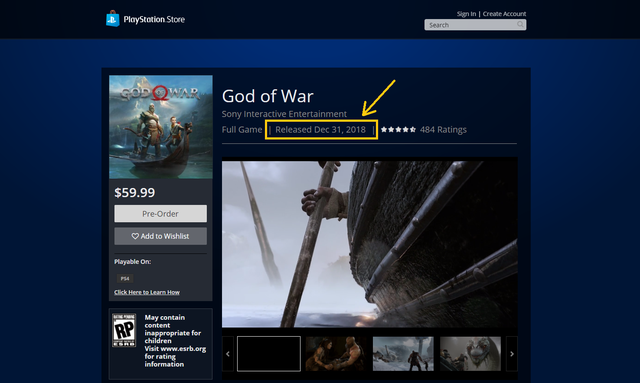 PlayStation.Store
Sign In | Create Account
Search
GOD OF WAR
God of War
Sony Interactive Entertainment
Full Game | Released Dec 31, 2018 | 484 Ratings
$59.99
Pre-Order
Add to Wishlist
Playable On:
PS4
Click Here to Learn How
RATING PENDING
RP
ESRB
May contain
content
inappropriate for
children
Visit www.esrb.org
for rating
information